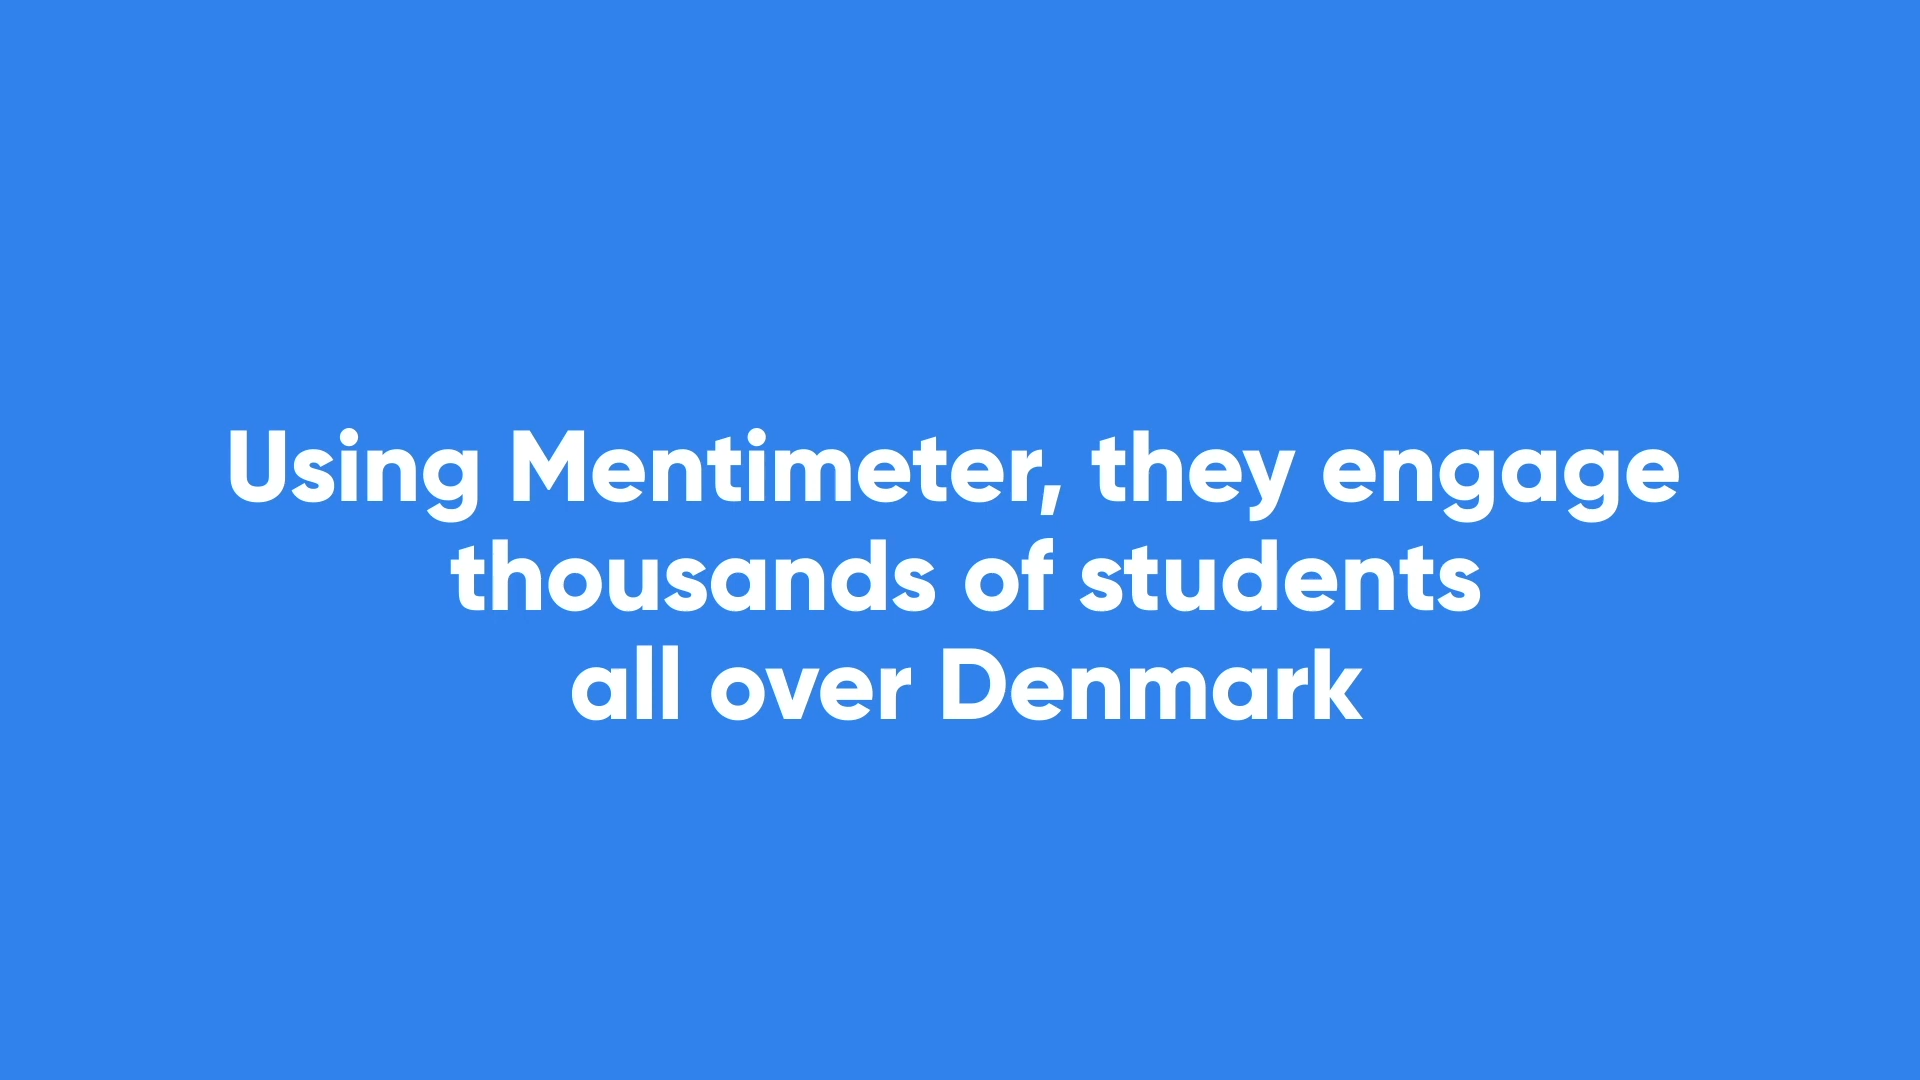 Using Mentimeter, they engage
thousands of students
all over Denmark